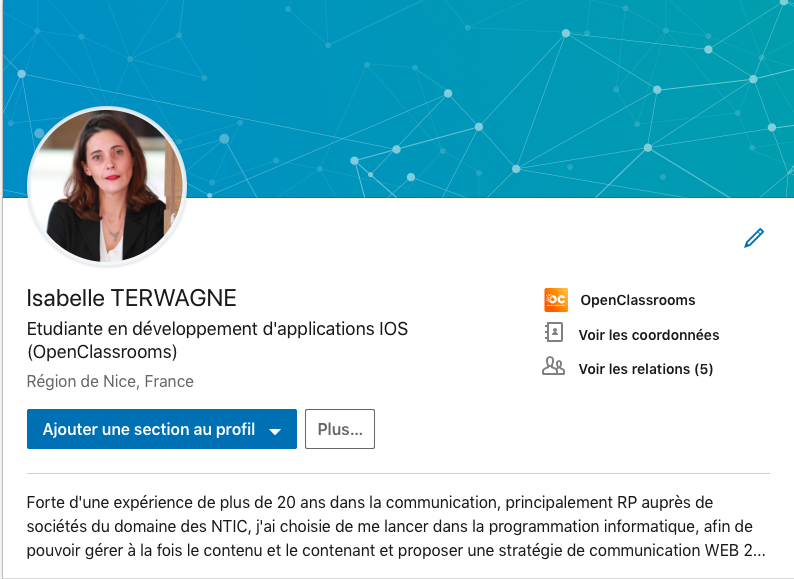 Isabelle TERWAGNE
Etudiante en développement d'applications IOS
(OpenClassrooms)
Région de Nice, France
Ajouter une section au profil
Plus...
OC
OpenClassrooms
Voir les coordonnées
Voir les relations (5)
Forte d'une expérience de plus de 20 ans dans la communication, principalement RP auprès de
sociétés du domaine des NTIC, j'ai choisie de me lancer dans la programmation informatique, afin de
pouvoir gérer à la fois le contenu et le contenant et proposer une stratégie de communication WEB 2...